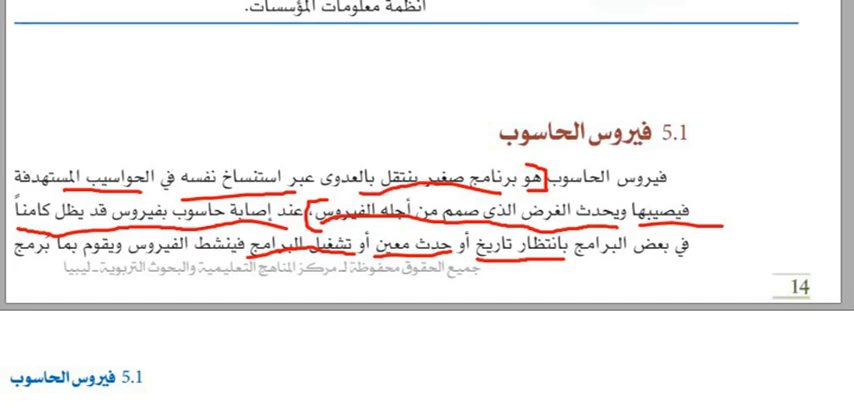 أنظمة معلومات المؤسسات.
5.1 فيروس الحاسوب
فيروس الحاسوب هو برنامج صغير ينتقل بالعدوى عبر استنساخ نفسه في الحواسيب المستهدفة
فيصيبها ويحدث الغرض الذي صمم من أجله الفيروس، عند إصابة حاسوب بفيروس قد يظل كامناً
في بعض البرامج بانتظار تاريخ أو حدث معين أو تشغيل البرامج فينشط الفيروس ويقوم بما بُرمج
جميع الحقوق محفوظة لـ مركز المناهج التعليمية والبحوث التربوية - ليبيا
14
5.1 فيروس الحاسوب